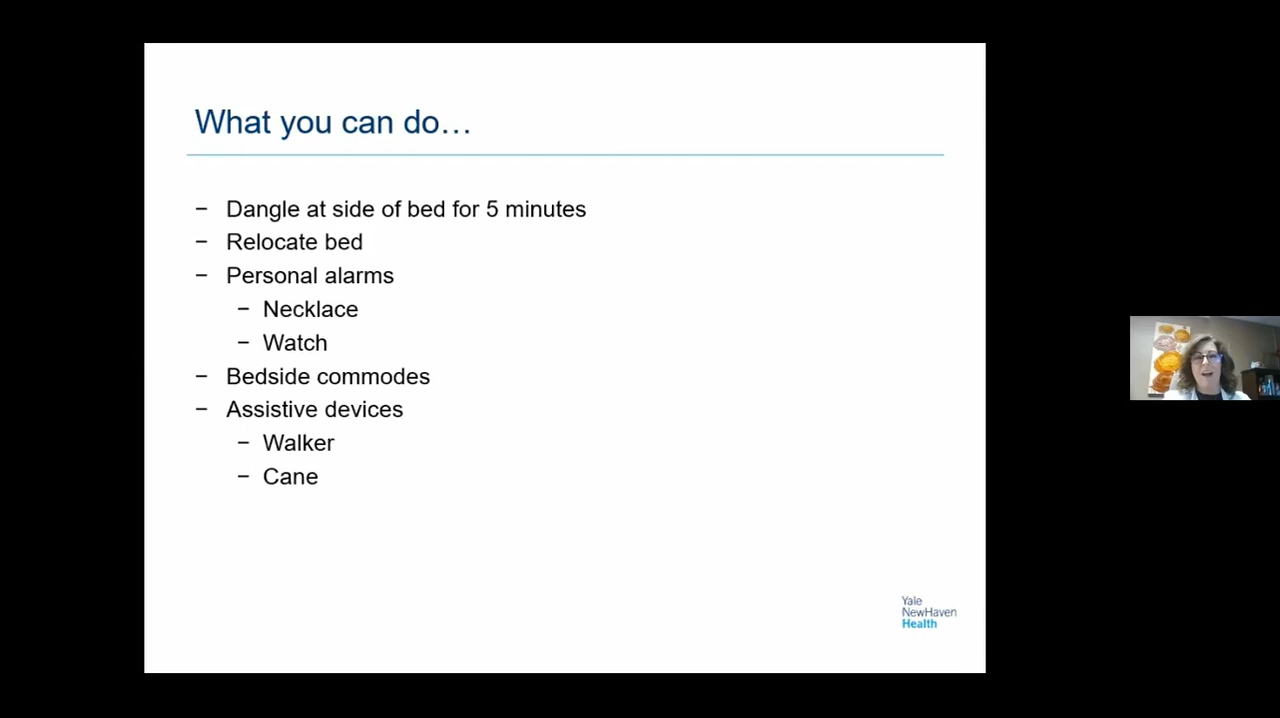 What you can do…
− Dangle at side of bed for 5 minutes
− Relocate bed
− Personal alarms
− Necklace
− Watch
− Bedside commodes
− Assistive devices
− Walker
− Cane
Yale
NewHaven
Health